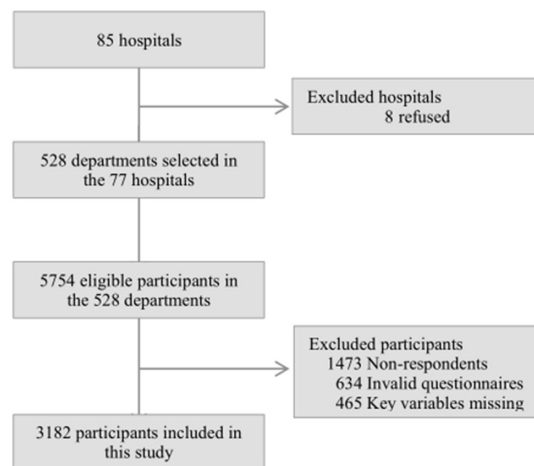 85 hospitals
Excluded hospitals
8 refused
528 departments selected in
the 77 hospitals
5754 eligible participants in
the 528 departments
Excluded participants
1473 Non-respondents
634 Invalid questionnaires
465 Key variables missing
3182 participants included in
this study